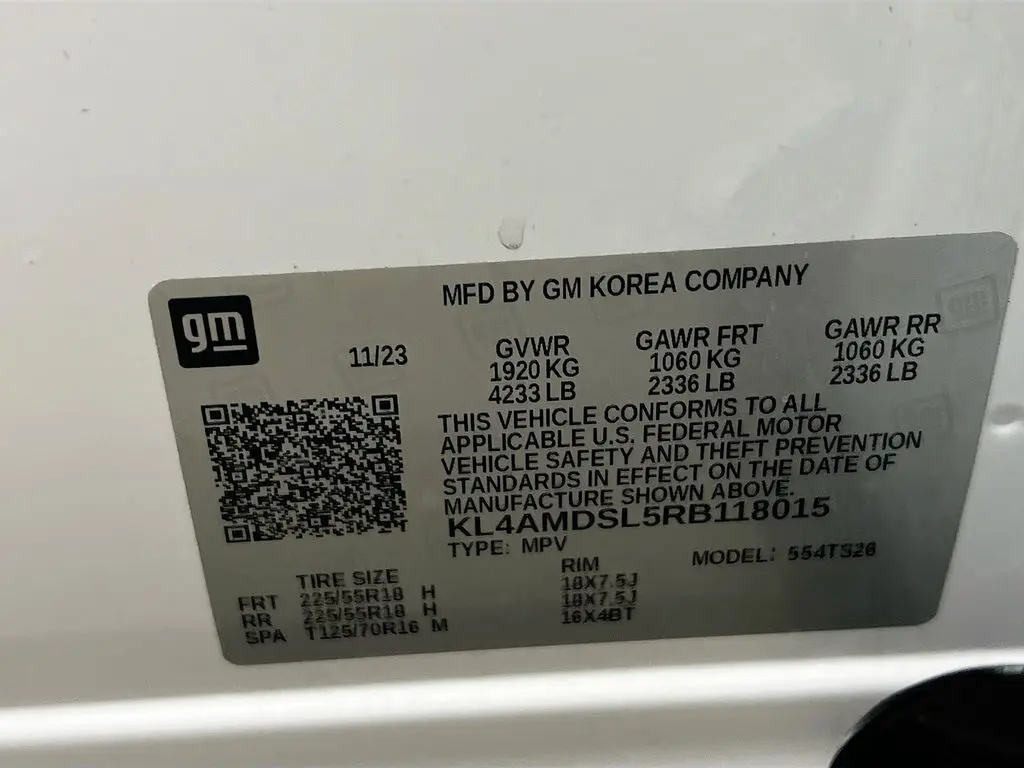 MFD BY GM KOREA COMPANY
gm
11/23
GVWR
1920 KG
4233 LB
GAWR FRT
1060 KG
2336 LB
GAWR RR
1060 KG
2336 LB
THIS VEHICLE CONFORMS TO ALL
APPLICABLE U.S. FEDERAL MOTOR
VEHICLE SAFETY AND THEFT PREVENTION
STANDARDS IN EFFECT ON THE DATE OF
MANUFACTURE SHOWN ABOVE.
KL4AMDSL5RB118015
TYPE: MPV
MODEL: 554TS26
TIRE SIZE RIM
FRT 225/55R18 H 18X7.5J
RR 225/55R18 H 18X7.5J
SPA T125/70R16 M 16X4BT